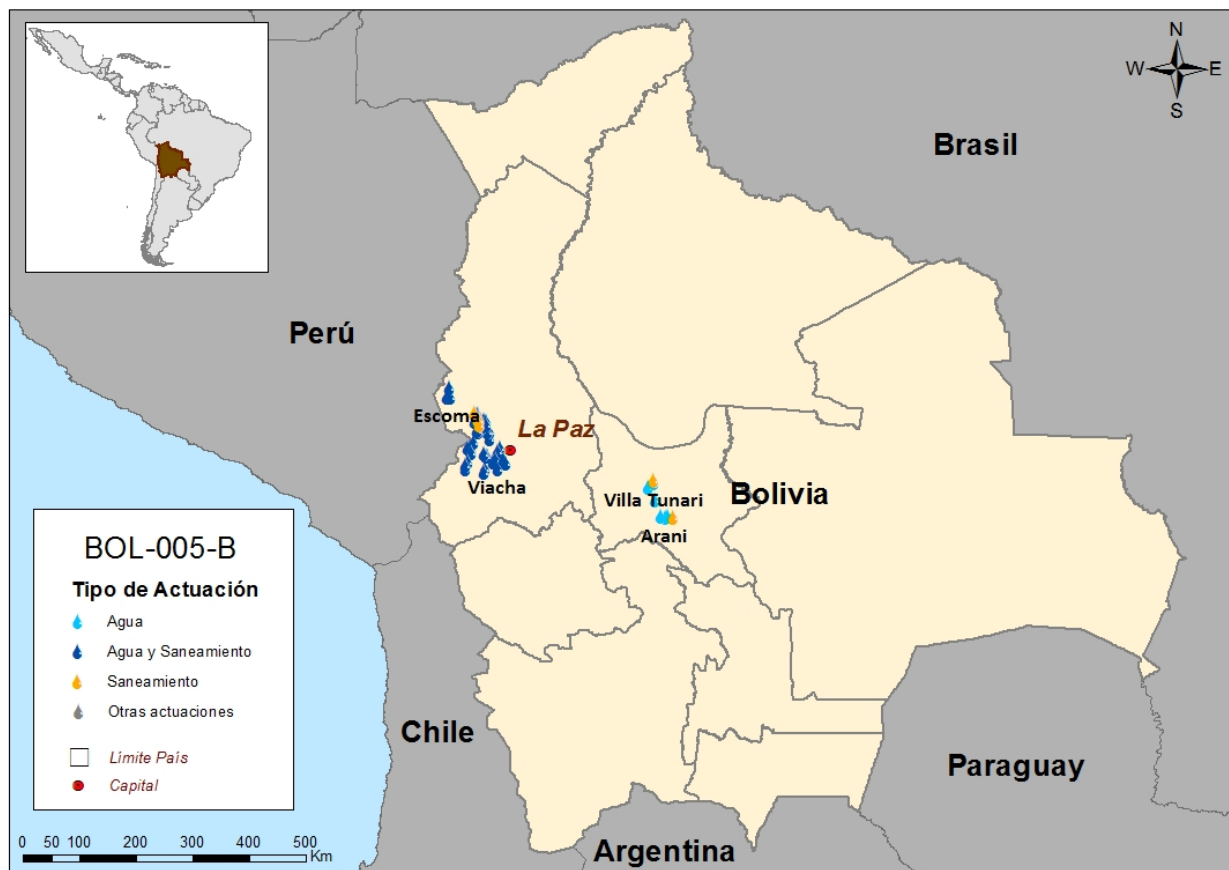 N
W E
S
Brasil
Perú
Escoma
La Paz
Viacha
Villa Tunari
Bolivia
Arani
BOL-005-B
Tipo de Actuación
Agua
Agua y Saneamiento
Saneamiento
Otras actuaciones
Límite País
Capital
Chile
Paraguay
Argentina
0 50 100 200 300 400 500
Km